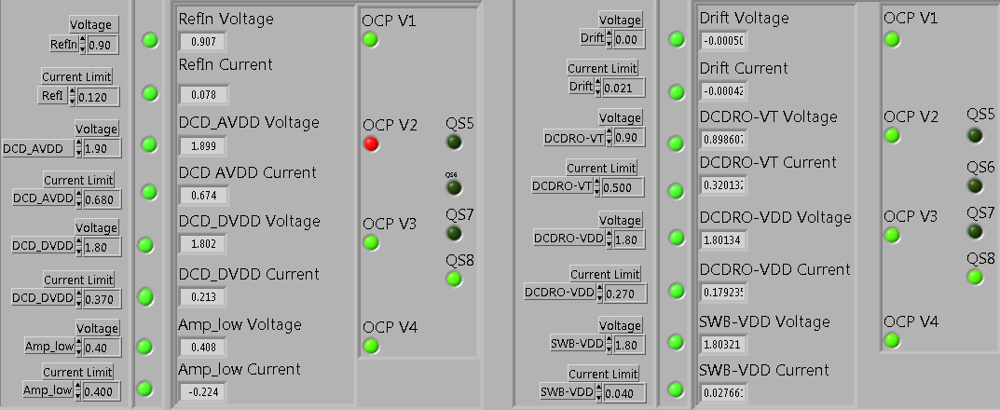 Voltage
RefIn 0.90
Current Limit
RefI 0.120
Voltage
DCD_AVDD 1.90
Current Limit
DCD_AVDD 0.680
Voltage
DCD_DVDD 1.80
Current Limit
DCD_DVDD 0.370
Voltage
Amp_low 0.40
Current Limit
Amp_low 0.400
RefIn Voltage
0.907
RefIn Current
0.078
DCD_AVDD Voltage
1.899
DCD AVDD Current
0.674
DCD_DVDD Voltage
1.802
DCD_DVDD Current
0.213
Amp_low Voltage
0.408
Amp_low Current
-0.224
OCP V1
OCP V2
OCP V3
OCP V4
QS5
QS6
QS7
QS8
Voltage
Drift 0.00
Current Limit
Drift 0.021
Voltage
DCDRO-VT 0.90
Current Limit
DCDRO-VT 0.500
Voltage
DCDRO-VDD 1.80
Current Limit
DCDRO-VDD 0.270
Voltage
SWB-VDD 1.80
Current Limit
SWB-VDD 0.040
Drift Voltage
-0.0005
Drift Current
-0.00042
DCDRO-VT Voltage
0.89860
DCDRO-VT Current
0.32013
DCDRO-VDD Voltage
1.80134
DCDRO-VDD Current
0.17923
SWB-VDD Voltage
1.80321
SWB-VDD Current
0.02766
OCP V1
OCP V2
OCP V3
OCP V4
QS5
QS6
QS7
QS8